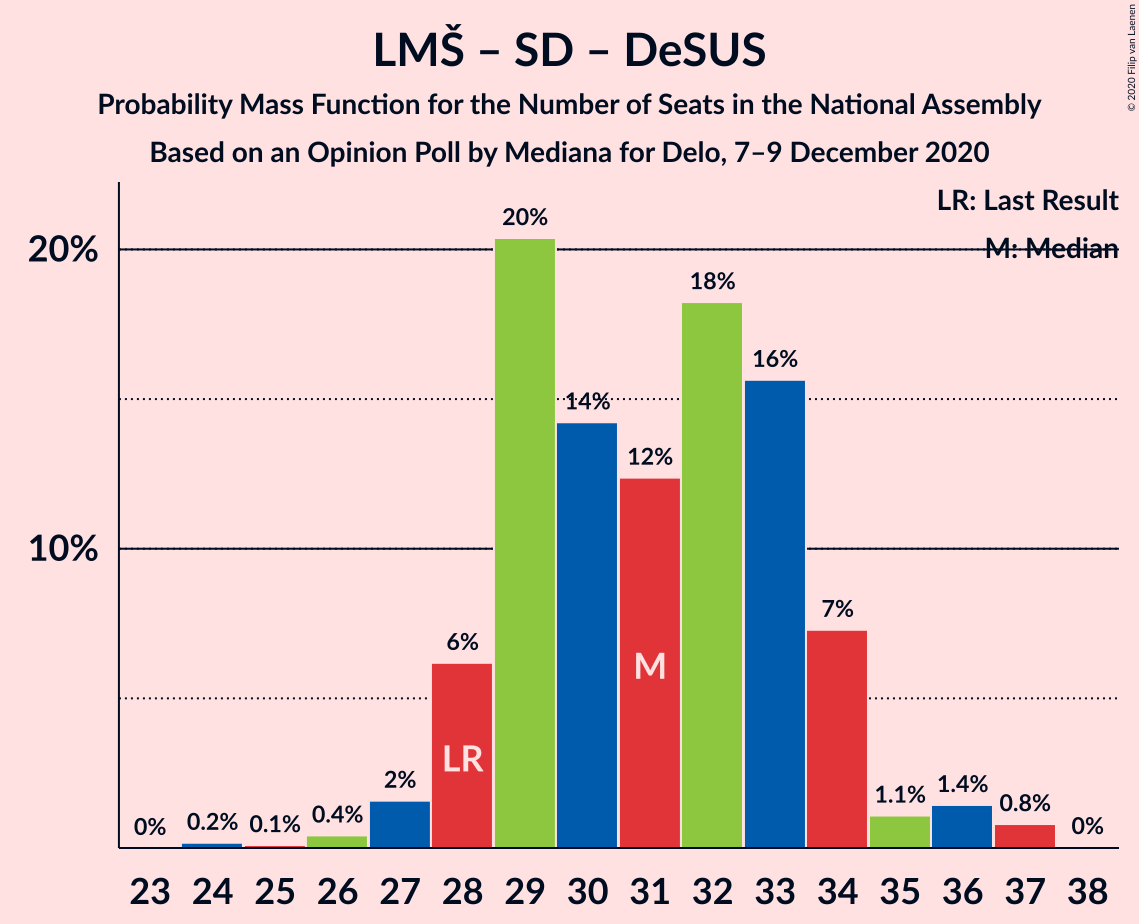 LMŠ – SD – DeSUS
Probability Mass Function for the Number of Seats in the National Assembly
Based on an Opinion Poll by Mediana for Delo, 7–9 December 2020
© 2020 Filip van Laenen
LR: Last Result
M: Median
20%
10%
0%
0.2%
0.1%
0.4%
2%
6%
20%
14%
12%
18%
16%
7%
1.1%
1.4%
0.8%
0%
LR
M
23 24 25 26 27 28 29 30 31 32 33 34 35 36 37 38